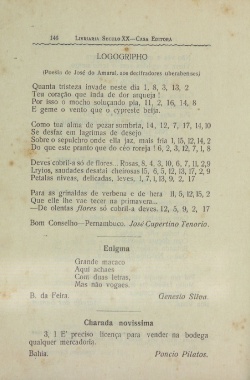 146 LIVRARIA SECULO XX—CASA EDITORA
LOGOGRIPHO
(Poesia de José do Amaral, aos decifradores uberabenses)
Quanta tristeza invade neste dia 1, 8, 3, 13, 2
Teu coração que inda de dor arqueja!
Por isso o mocho soluçando pia, 11, 2, 16, 14, 8
E geme o vento que o cypreste beija.
Como tua alma de pezar sombria, 14, 12, 7, 17, 14, 10
Se desfaz em lagrimas de desejo
Sobre o sepulchro onde ella jaz, mais fria 1, 15, 12, 14, 2
Do que este pranto que do céo roreja! 6, 2, 3, 12, 7, 1, 8
Deves cobril-a só de flores... Rosas, 8, 4, 3, 10, 6, 7, 11, 2, 9
Lyrios, saudades desatai cheirosas 15, 8, 5, 12, 13, 17, 2, 9
Petalas niveas, delicadas, leves, 1, 7, 1, 13, 9, 2, 17
Para as grinaldas de verbena e hera 11, 5, 12, 15, 2
Que elle lhe vae tecer na primavera...
—De olentas flores só cobril-a deves. 12, 5, 9, 2, 17
Bom Conselho—Pernambuco. José Cupertino Tenorio.
Enigma
Grande macaco
Aqui achaes
Com duas letras,
Mas não vogaes.
B. da Feira. Genesio Silva.
Charada novissima
3, 1 E' preciso licença para vender na bodega
qualquer mercadoria.
Bahia. Poncio Pilatos.